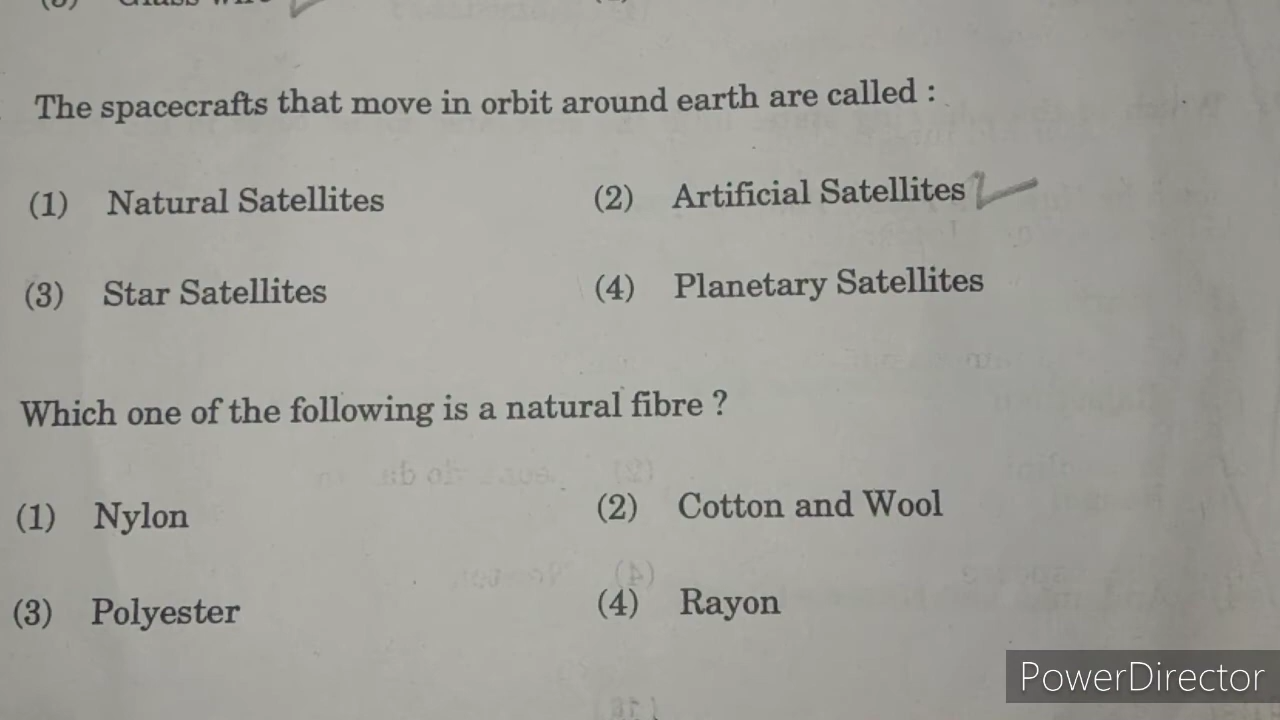 The spacecrafts that move in orbit around earth are called :
(1) Natural Satellites (2) Artificial Satellites
(3) Star Satellites (4) Planetary Satellites
Which one of the following is a natural fibre ?
(1) Nylon (2) Cotton and Wool
(3) Polyester (4) Rayon
PowerDirector